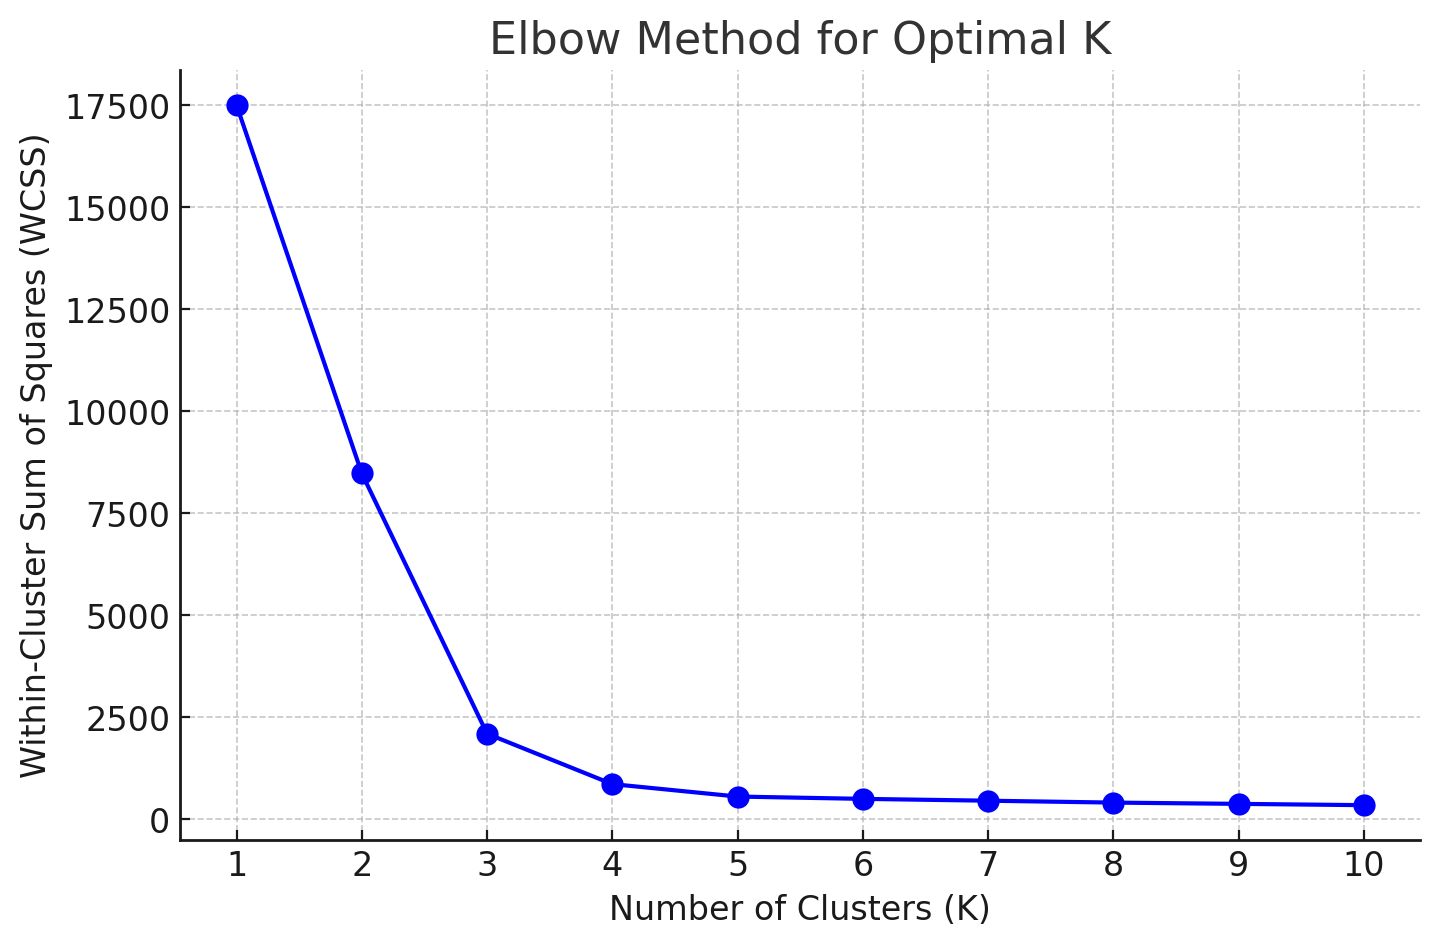 Elbow Method for Optimal K
Within-Cluster Sum of Squares (WCSS)
17500
15000
12500
10000
7500
5000
2500
0
1 2 3 4 5 6 7 8 9 10
Number of Clusters (K)